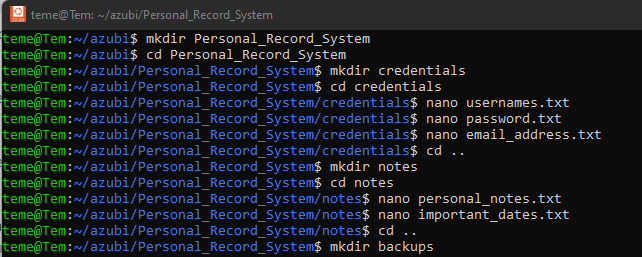 teme@Tem: ~/azubi/Personal_Record_System
teme@Tem:~/azubi$ mkdir Personal_Record_System
teme@Tem:~/azubi$ cd Personal_Record_System
teme@Tem:~/azubi/Personal_Record_System$ mkdir credentials
teme@Tem:~/azubi/Personal_Record_System$ cd credentials
teme@Tem:~/azubi/Personal_Record_System/credentials$ nano usernames.txt
teme@Tem:~/azubi/Personal_Record_System/credentials$ nano password.txt
teme@Tem:~/azubi/Personal_Record_System/credentials$ nano email_address.txt
teme@Tem:~/azubi/Personal_Record_System/credentials$ cd ..
teme@Tem:~/azubi/Personal_Record_System$ mkdir notes
teme@Tem:~/azubi/Personal_Record_System$ cd notes
teme@Tem:~/azubi/Personal_Record_System/notes$ nano personal_notes.txt
teme@Tem:~/azubi/Personal_Record_System/notes$ nano important_dates.txt
teme@Tem:~/azubi/Personal_Record_System/notes$ cd ..
teme@Tem:~/azubi/Personal_Record_System$ mkdir backups